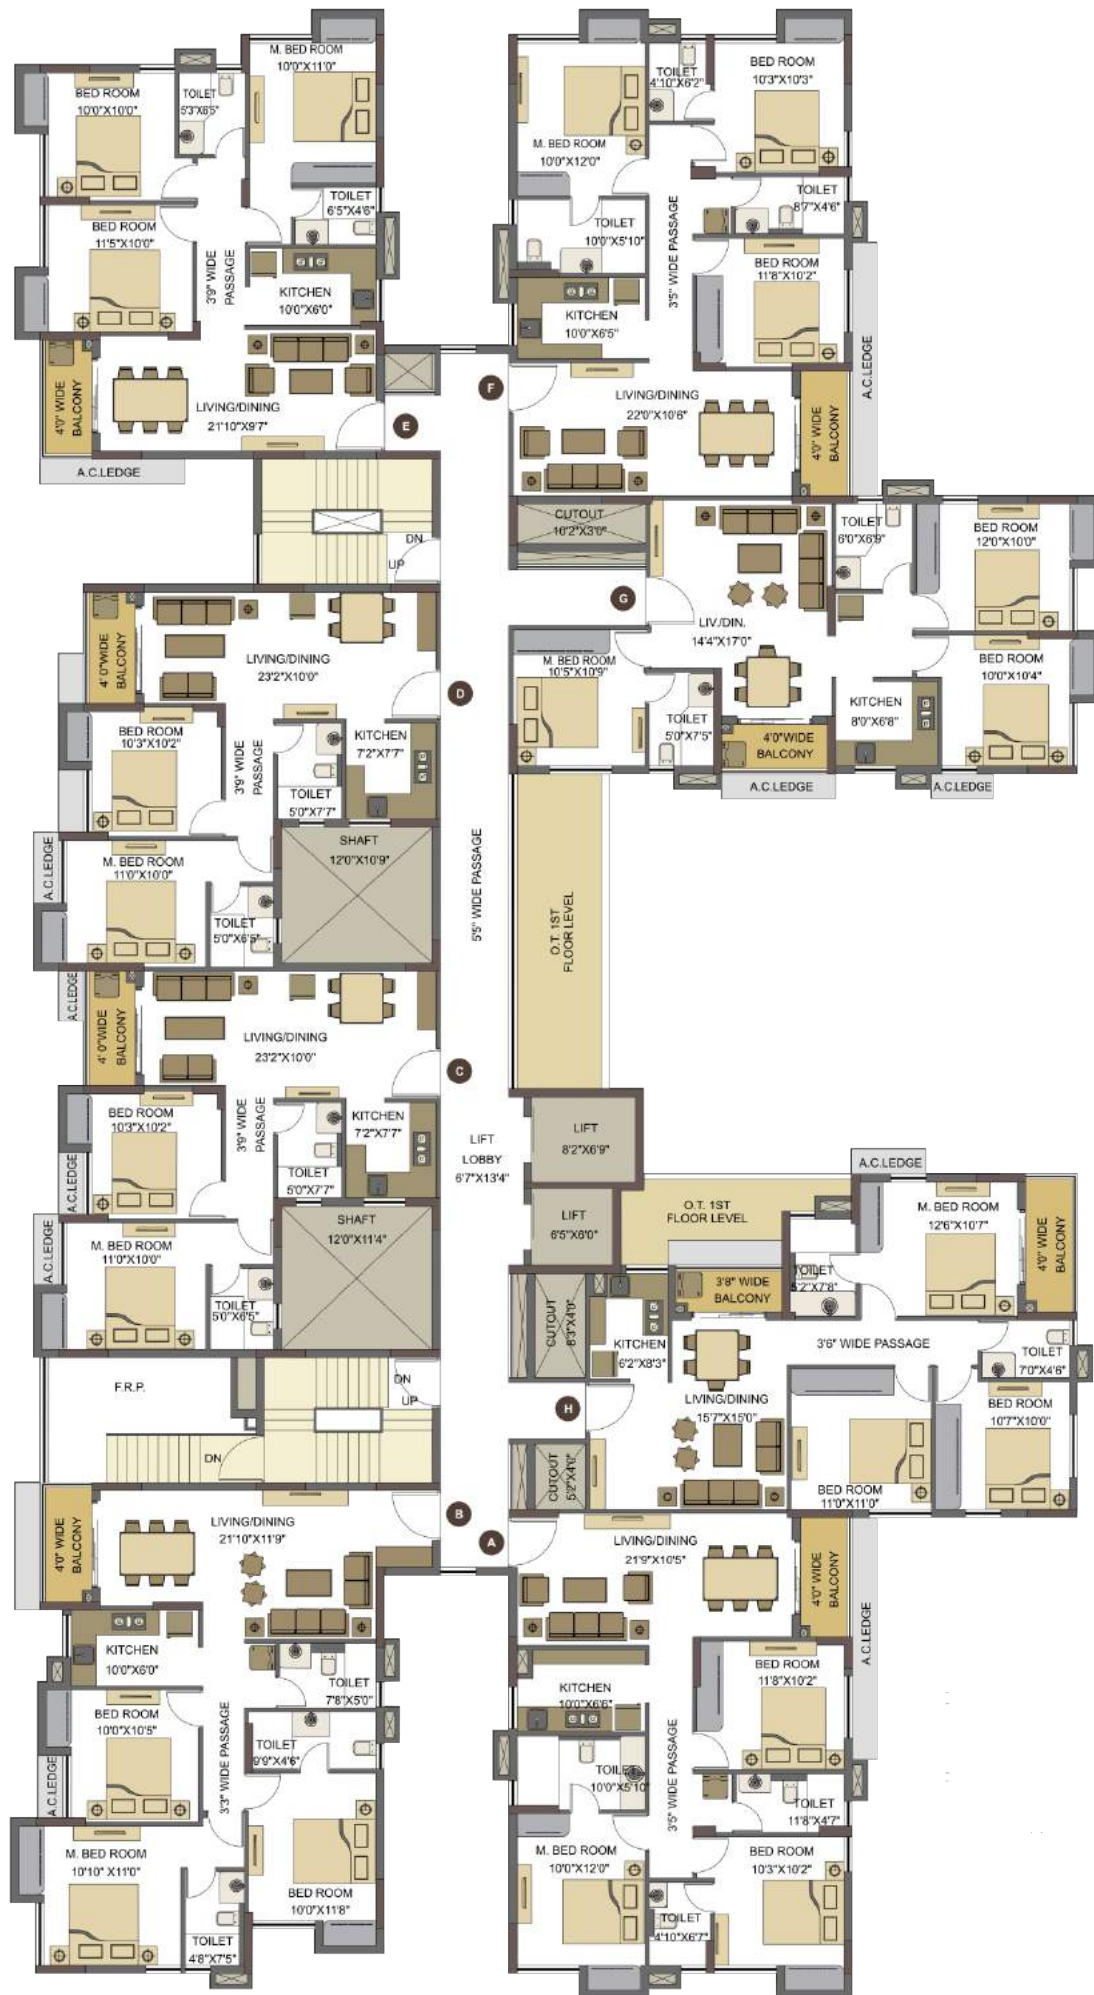 M. BED ROOM
10'0"X11'0"
BED ROOM
10'0"X10'0"
TOILET
5'3"X6'5"
BED ROOM
11'5"X10'0"
TOILET
6'5"X4'6"
3'9" WIDE
PASSAGE
KITCHEN
10'0"X6'0"
4'0" WIDE
BALCONY
LIVING/DINING
21'10"X9'7"
E
A.C.LEDGE
DN
UP
TOILET
4'10"X6'2"
BED ROOM
10'3"X10'3"
M. BED ROOM
10'0"X12'0"
TOILET
8'7"X4'6"
TOILET
10'0"X5'10"
3'5" WIDE PASSAGE
BED ROOM
11'8"X10'2"
KITCHEN
10'0"X6'5"
A.C.LEDGE
F
LIVING/DINING
22'0"X10'6"
4'0" WIDE
BALCONY
CUTOUT
10'2"X3'0"
TOILET
6'0"X6'9"
BED ROOM
12'0"X10'0"
G
LIV./DIN.
14'4"X17'0"
M. BED ROOM
10'5"X10'9"
BED ROOM
10'0"X10'4"
TOILET
5'0"X7'5"
KITCHEN
8'0"X6'8"
4'0"WIDE
BALCONY
A.C.LEDGE
A.C.LEDGE
4' 0"WIDE
BALCONY
LIVING/DINING
23'2"X10'0"
D
BED ROOM
10'3"X10'2"
3'9" WIDE
PASSAGE
KITCHEN
7'2"X7'7"
TOILET
5'0"X7'7"
SHAFT
12'0"X10'9"
M. BED ROOM
11'0"X10'0"
A.C.LEDGE
TOILET
5'0"X6'5"
5'5" WIDE PASSAGE
O.T. 1ST
FLOOR LEVEL
A.C.LEDGE
4' 0"WIDE
BALCONY
LIVING/DINING
23'2"X10'0"
C
BED ROOM
10'3"X10'2"
3'9" WIDE
PASSAGE
KITCHEN
7'2"X7'7"
TOILET
5'0"X7'7"
A.C.LEDGE
SHAFT
12'0"X11'4"
M. BED ROOM
11'0"X10'0"
A.C.LEDGE
TOILET
5'0"X6'5"
LIFT
LOBBY
6'7"X13'4"
LIFT
8'2"X6'9"
LIFT
6'5"X6'0"
O.T. 1ST
FLOOR LEVEL
A.C.LEDGE
M. BED ROOM
12'6"X10'7"
4'0" WIDE
BALCONY
TOILET
5'2"X7'8"
3'8" WIDE
BALCONY
CUTOUT
8'3"X4'0"
KITCHEN
6'2"X8'3"
3'6" WIDE PASSAGE
TOILET
7'0"X4'6"
H
LIVING/DINING
15'7"X15'0"
BED ROOM
10'7"X10'0"
BED ROOM
11'0"X11'0"
CUTOUT
5'2"X4'0"
F.R.P.
DN
UP
DN
B
LIVING/DINING
21'10"X11'9"
4'0" WIDE
BALCONY
KITCHEN
10'0"X6'0"
TOILET
7'8"X5'0"
BED ROOM
10'0"X10'5"
TOILET
9'9"X4'6"
A.C.LEDGE
3'3" WIDE PASSAGE
M. BED ROOM
10'10" X11'0"
BED ROOM
10'0"X11'8"
TOILET
4'8"X7'5"
A
LIVING/DINING
21'9"X10'5"
4'0" WIDE
BALCONY
A.C.LEDGE
KITCHEN
10'0"X6'6"
BED ROOM
11'8"X10'2"
TOILET
10'0"X5'10"
3'5" WIDE PASSAGE
TOILET
11'8"X4'7"
M. BED ROOM
10'0"X12'0"
BED ROOM
10'3"X10'2"
TOILET
4'10"X6'7"